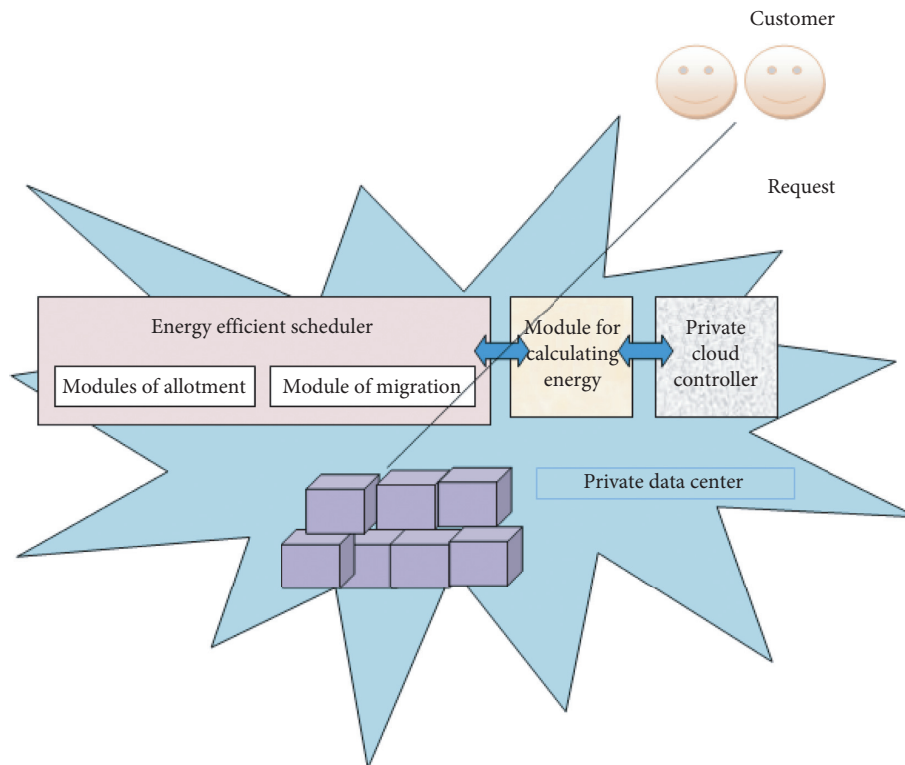 Customer
Request
Energy efficient scheduler
Modules of allotment
Module of migration
Module for
calculating
energy
Private
cloud
controller
Private data center